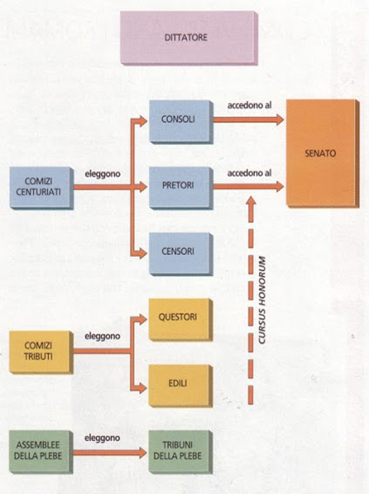 DITTATORE
accedono al
CONSOLI
SENATO
eleggono
accedono al
COMIZI
CENTURIATI
PRETORI
CENSORI
CURSUS HONORUM
QUESTORI
eleggono
COMIZI
TRIBUTI
EDILI
eleggono
ASSEMBLEE
DELLA PLEBE
TRIBUNI
DELLA PLEBE